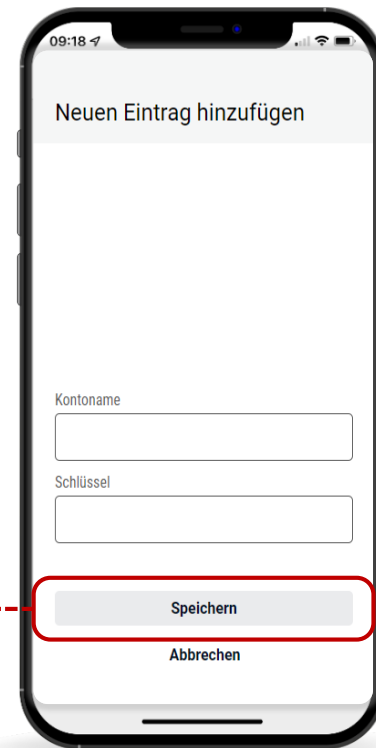 09:18
Neuen Eintrag hinzufügen
Kontoname
Schlüssel
Speichern
Abbrechen